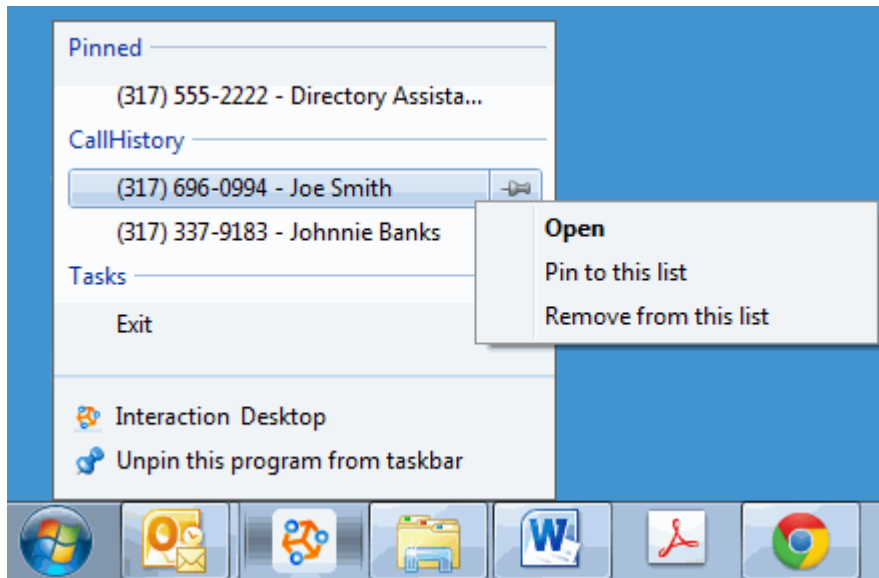 Pinned
(317) 555-2222 - Directory Assista...
CallHistory
(317) 696-0994 - Joe Smith
(317) 337-9183 - Johnnie Banks
Tasks
Exit
Interaction Desktop
Unpin this program from taskbar
Open
Pin to this list
Remove from this list